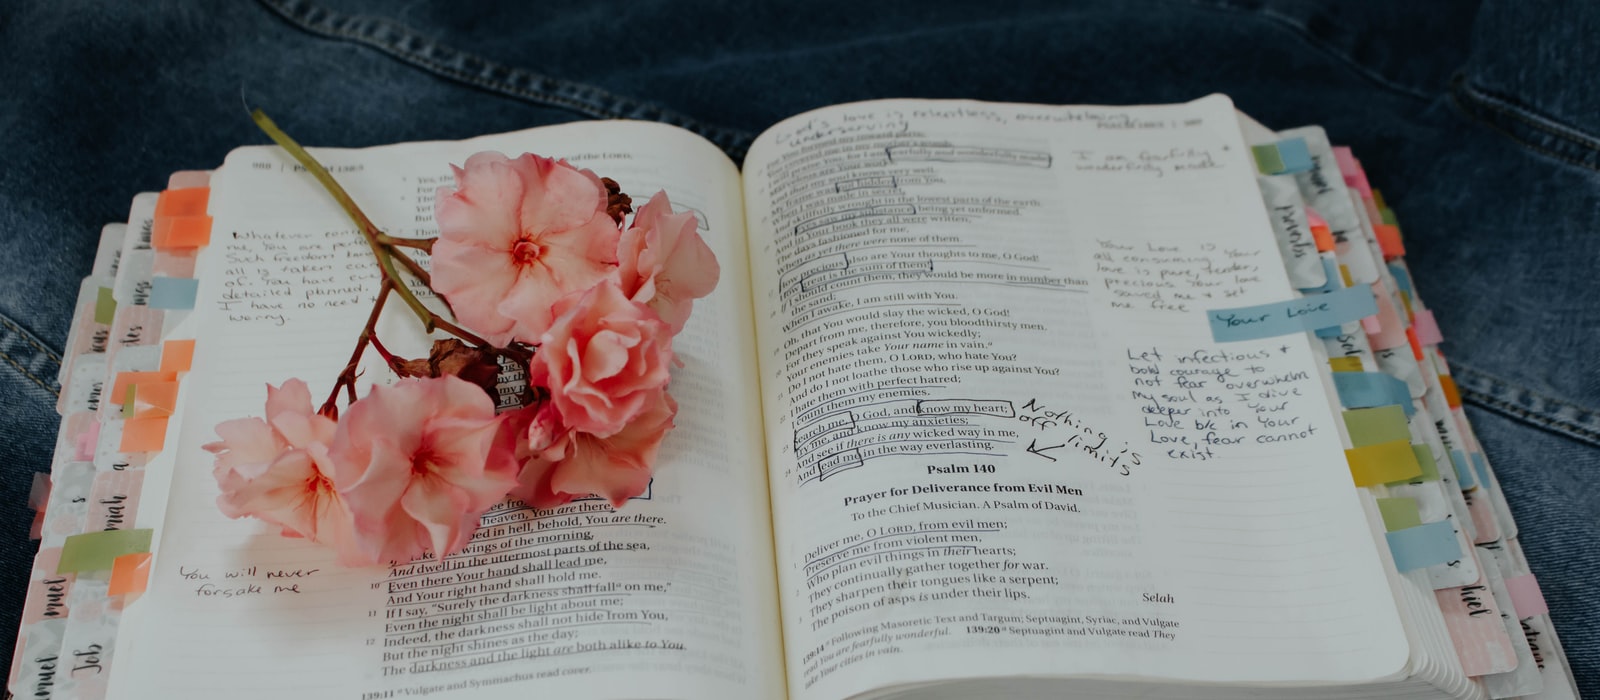 988 | PSALM 138:3
of the LORD,
Whatever
me, You are
Such freedom
all is taken
of. You have
detailed planned.
I have no need
worry.
You will never
forsake me
heaven, You are there;
in hell, behold, You are there.
wings of the morning,
And dwell in the uttermost parts of the sea,
10 Even there Your hand shall lead me,
And Your right hand shall hold me.
11 If I say, "Surely the darkness shall fall on me,"
Even the night shall be light about me;
12 Indeed, the darkness shall not hide from You,
But the night shines as the day;
The darkness and the light are both alike to You.
139:11 Vulgate and Symmachus read cover.
God's love is relentless, overwhelming,
underserving
For You formed my inward parts;
You covered me in my mother's womb.
I will praise You, for I am fearfully and wonderfully made;
Marvelous are Your works,
And that my soul knows very well.
My frame was not hidden from You,
When I was made in secret,
And skillfully wrought in the lowest parts of the earth.
Your eyes saw my substance, being yet unformed.
And in Your book they all were written,
The days fashioned for me,
When as yet there were none of them.
How precious also are Your thoughts to me, O God!
How great is the sum of them!
If I should count them, they would be more in number than
the sand;
When I awake, I am still with You.
Oh, that You would slay the wicked, O God!
Depart from me, therefore, you bloodthirsty men.
For they speak against You wickedly;
Your enemies take Your name in vain.
Do I not hate them, O LORD, who hate You?
And do I not loathe those who rise up against You?
I hate them with perfect hatred;
I count them my enemies.
Search me, O God, and know my heart;
Try me, and know my anxieties;
And see if there is any wicked way in me,
24 And lead me in the way everlasting.
Nothing is
off limits
Psalm 140
Prayer for Deliverance from Evil Men
To the Chief Musician. A Psalm of David.
1 Deliver me, O LORD, from evil men;
Preserve me from violent men,
2 Who plan evil things in their hearts;
They continually gather together for war.
3 They sharpen their tongues like a serpent;
The poison of asps is under their lips. Selah
139:14 Following Masoretic Text and Targum; Septuagint, Syriac, and Vulgate
read You are fearfully wonderful. 139:20 Septuagint and Vulgate read They
take Your cities in vain.
I am fearfully +
wonderfully made
Your Love is
all consuming Your
love is pure, tender,
precious Your love
saved me + set
me free
Your Love
Let infectious +
bold courage to
not fear overwhelm
my soul as I dive
deeper into Your
Love b/c in Your
Love, fear cannot
exist.
Job
muel
Proverbs